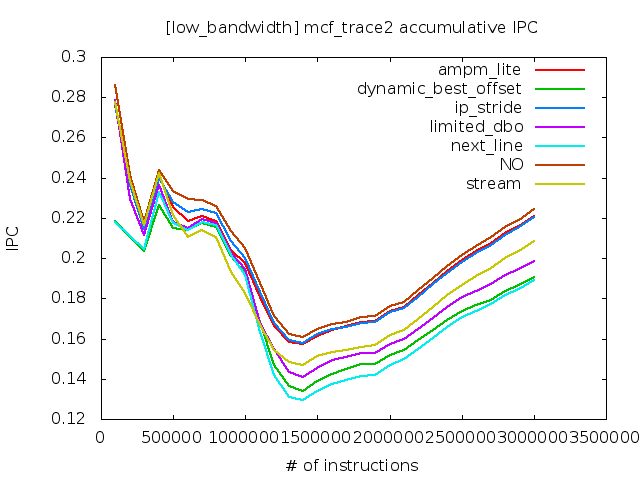 [low_bandwidth] mcf_trace2 accumulative IPC
0.3
0.28
0.26
0.24
0.22
0.2
0.18
0.16
0.14
0.12
IPC
ampm_lite
dynamic_best_offset
ip_stride
limited_dbo
next_line
NO
stream
0 500000 1000000 1500000 2000000 2500000 3000000 3500000
# of instructions